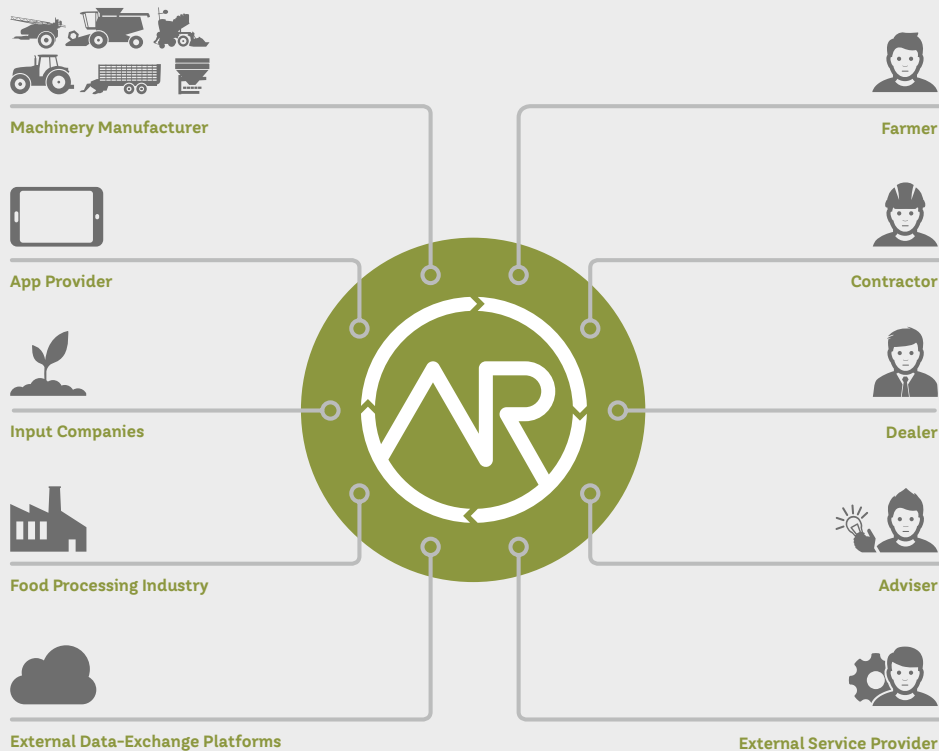 Machinery Manufacturer
Farmer
App Provider
Contractor
AR
Input Companies
Dealer
Food Processing Industry
Adviser
External Data-Exchange Platforms
External Service Provider